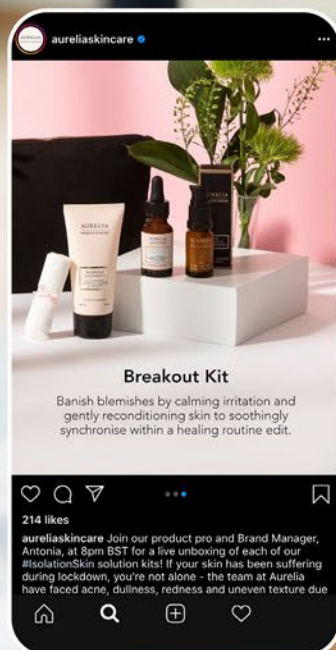 aureliaskincare
AURELIA
Breakout Kit
Banish blemishes by calming irritation and
gently reconditioning skin to soothingly
synchronise within a healing routine edit.
214 likes
aureliaskincare Join our product pro and Brand Manager,
Antonia, at 8pm BST for a live unboxing of each of our
#IsolationSkin solution kits! If your skin has been suffering
during lockdown, you're not alone - the team at Aurelia
have faced acne, dullness, redness and uneven texture due